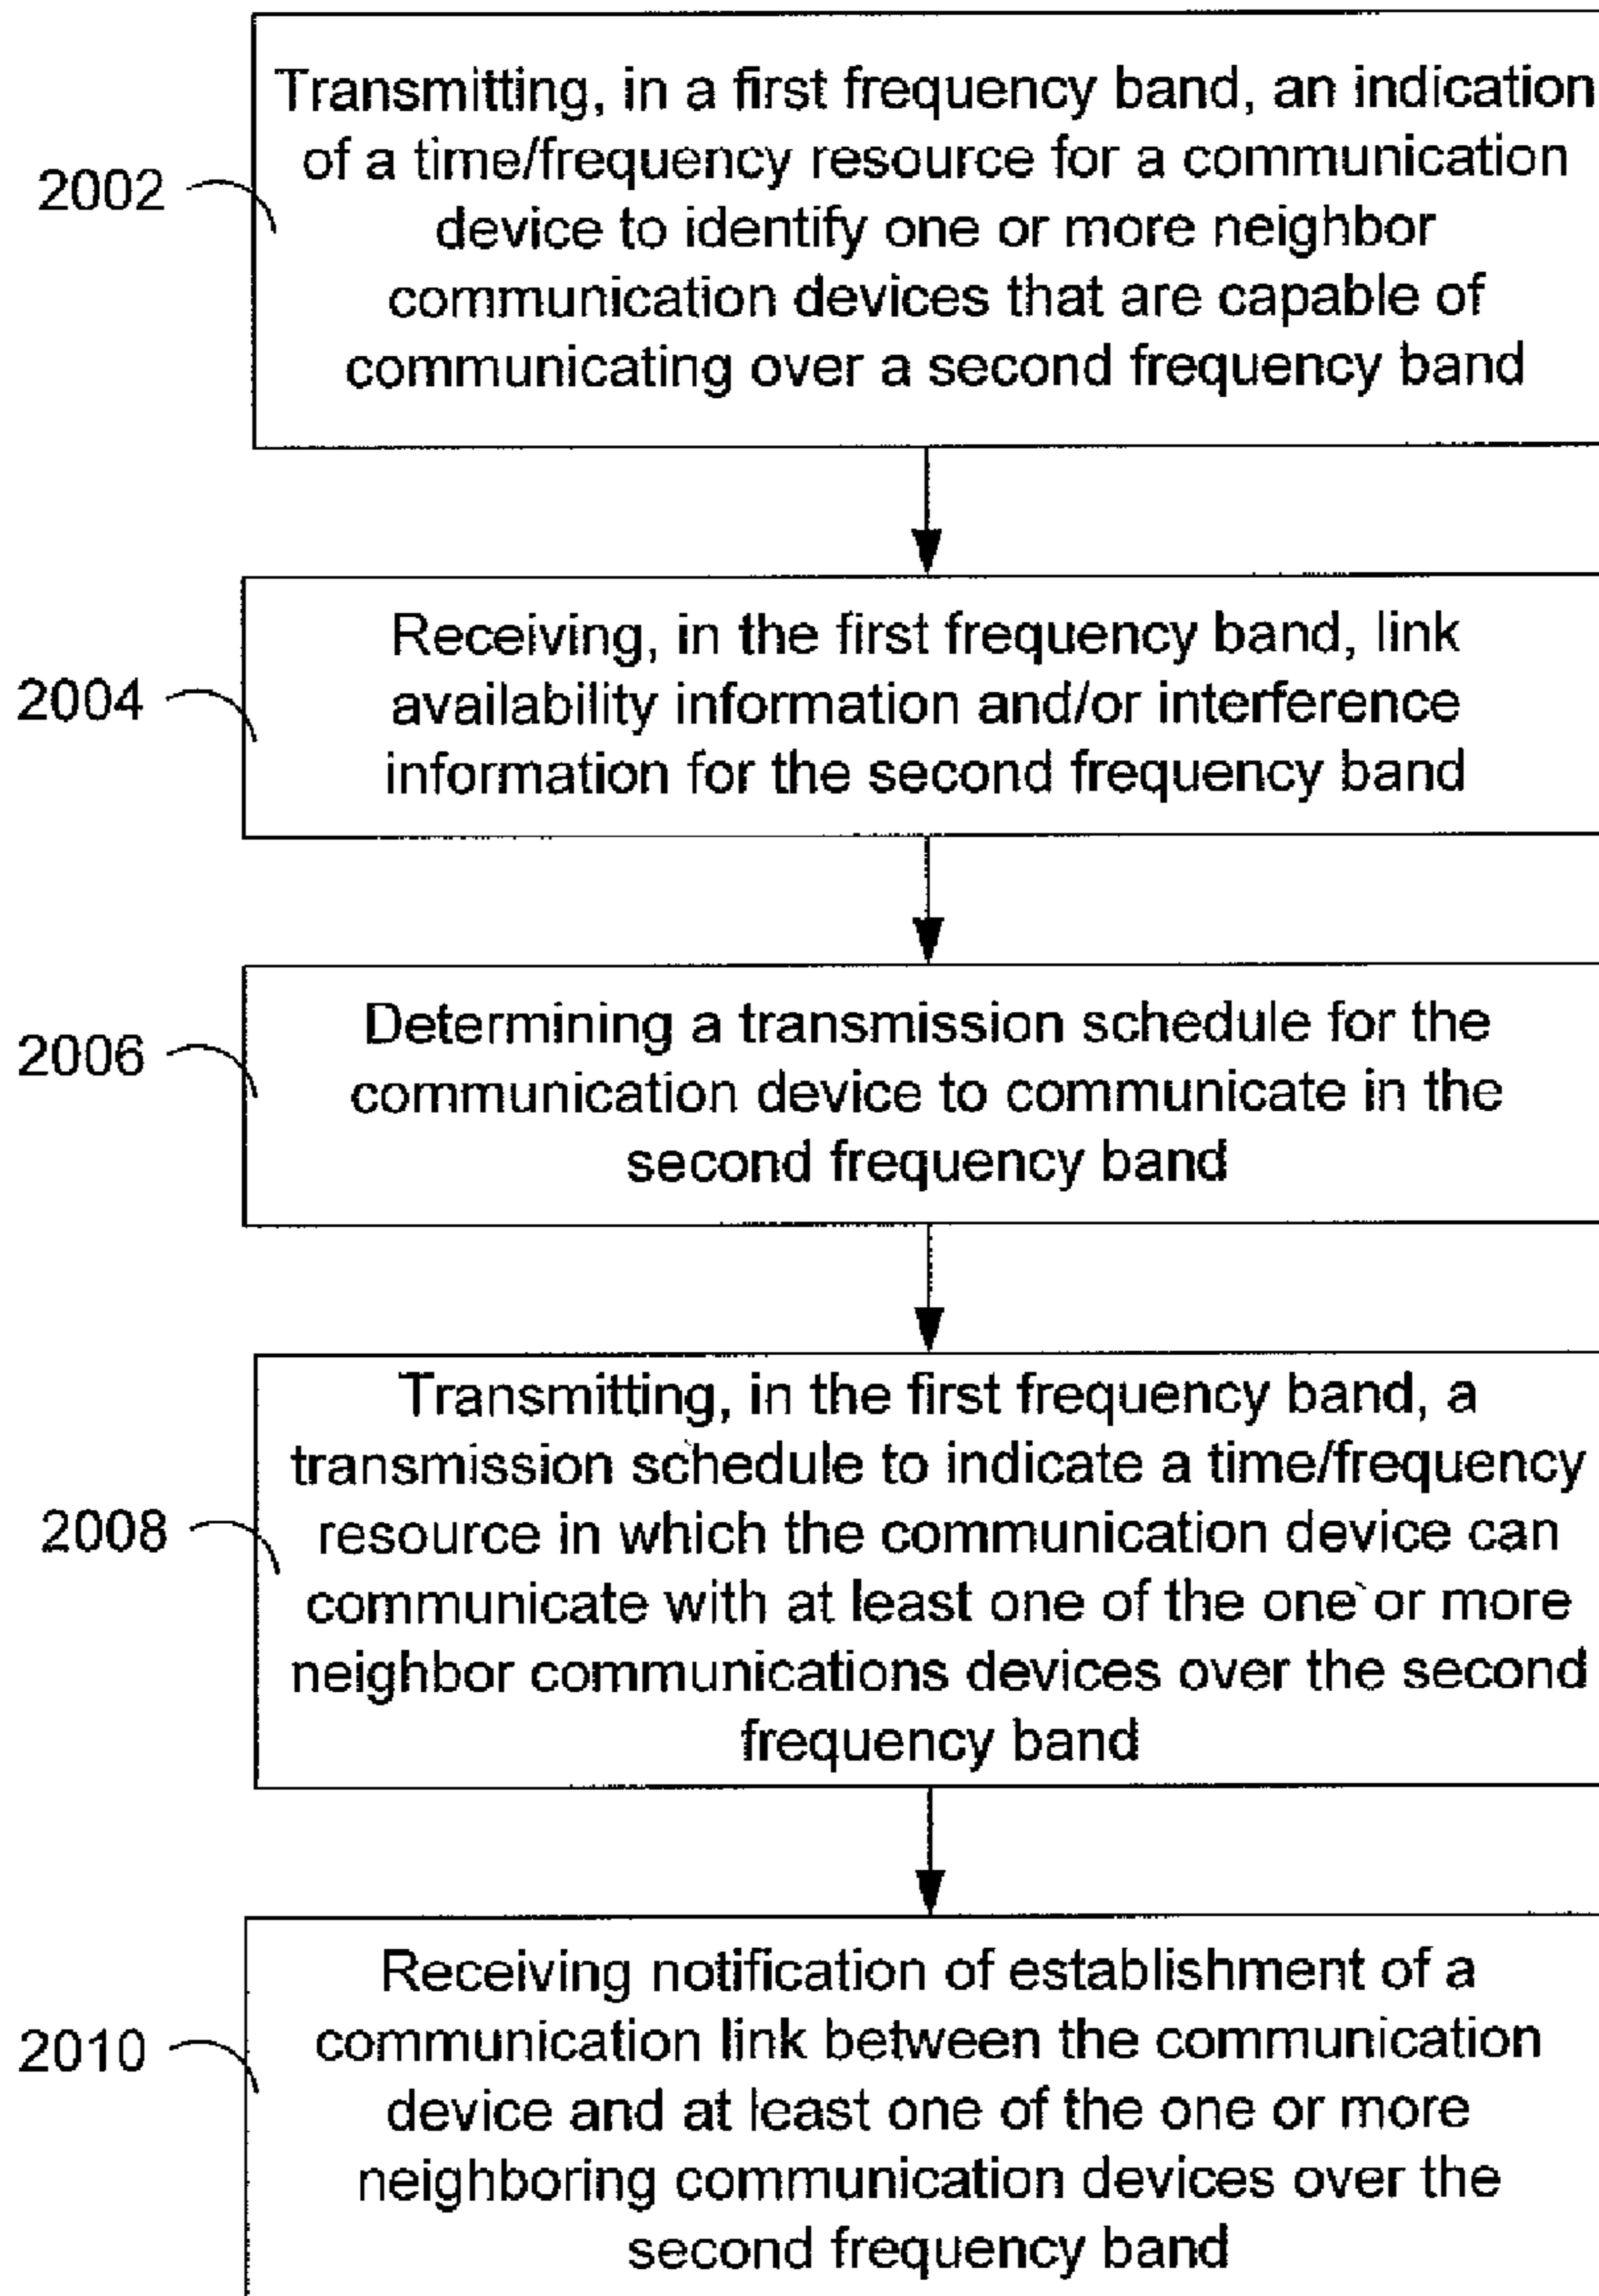 Transmitting, in a first frequency band, an indication
of a time/frequency resource for a communication
2002
device to identify one or more neighbor
communication devices that are capable of
communicating over a second frequency band
Receiving, in the first frequency band, link
2004
availability information and/or interference
information for the second frequency band
Determining a transmission schedule for the
2006
communication device to communicate in the
second frequency band
Transmitting, in the first frequency band, a
transmission schedule to indicate a time/frequency
2008
resource in which the communication device can
communicate with at least one of the one or more
neighbor communications devices over the second
frequency band
Receiving notification of establishment of a
2010
communication link between the communication
device and at least one of the one or more
neighboring communication devices over the
second frequency band